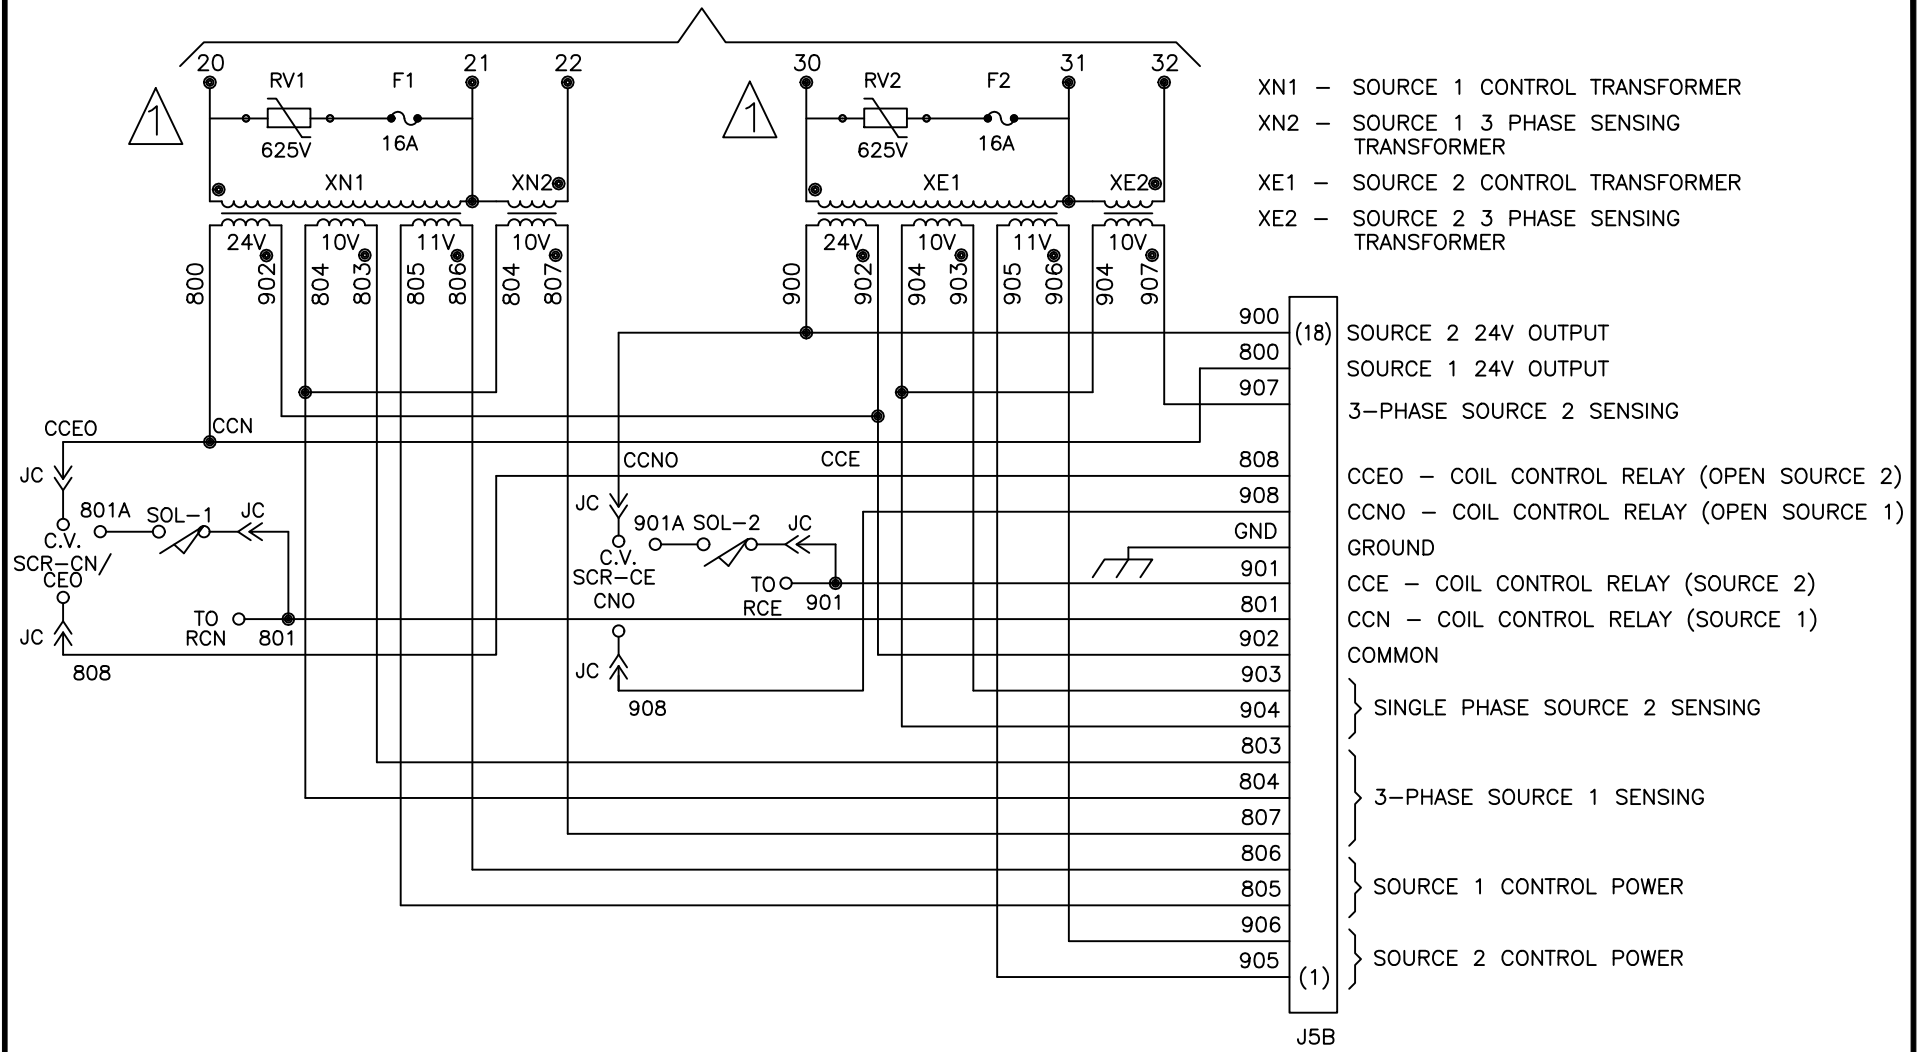 20
21
22
30
31
32
RV1
F1
RV2
F2
1
1
625V
16A
625V
16A
XN1
XN2
XE1
XE2
XN1 – SOURCE 1 CONTROL TRANSFORMER
XN2 – SOURCE 1 3 PHASE SENSING
TRANSFORMER
XE1 – SOURCE 2 CONTROL TRANSFORMER
XE2 – SOURCE 2 3 PHASE SENSING
TRANSFORMER
24V
10V
11V
10V
24V
10V
11V
10V
800
902
804
803
805
806
804
807
900
902
904
903
905
906
904
907
900
(18)
SOURCE 2 24V OUTPUT
800
SOURCE 1 24V OUTPUT
907
3–PHASE SOURCE 2 SENSING
CCEO
CCN
CCNO
CCE
808
CCEO – COIL CONTROL RELAY (OPEN SOURCE 2)
JC
JC
908
CCNO – COIL CONTROL RELAY (OPEN SOURCE 1)
801A
SOL–1
JC
901A
SOL–2
JC
GND
GROUND
C.V.
SCR–CN/
CEO
C.V.
SCR–CE
CNO
901
CCE – COIL CONTROL RELAY (SOURCE 2)
TO
RCE
901
801
CCN – COIL CONTROL RELAY (SOURCE 1)
TO
RCN
801
JC
808
902
COMMON
JC
908
903
904
SINGLE PHASE SOURCE 2 SENSING
803
804
807
3–PHASE SOURCE 1 SENSING
806
805
SOURCE 1 CONTROL POWER
906
905
SOURCE 2 CONTROL POWER
(1)
J5B